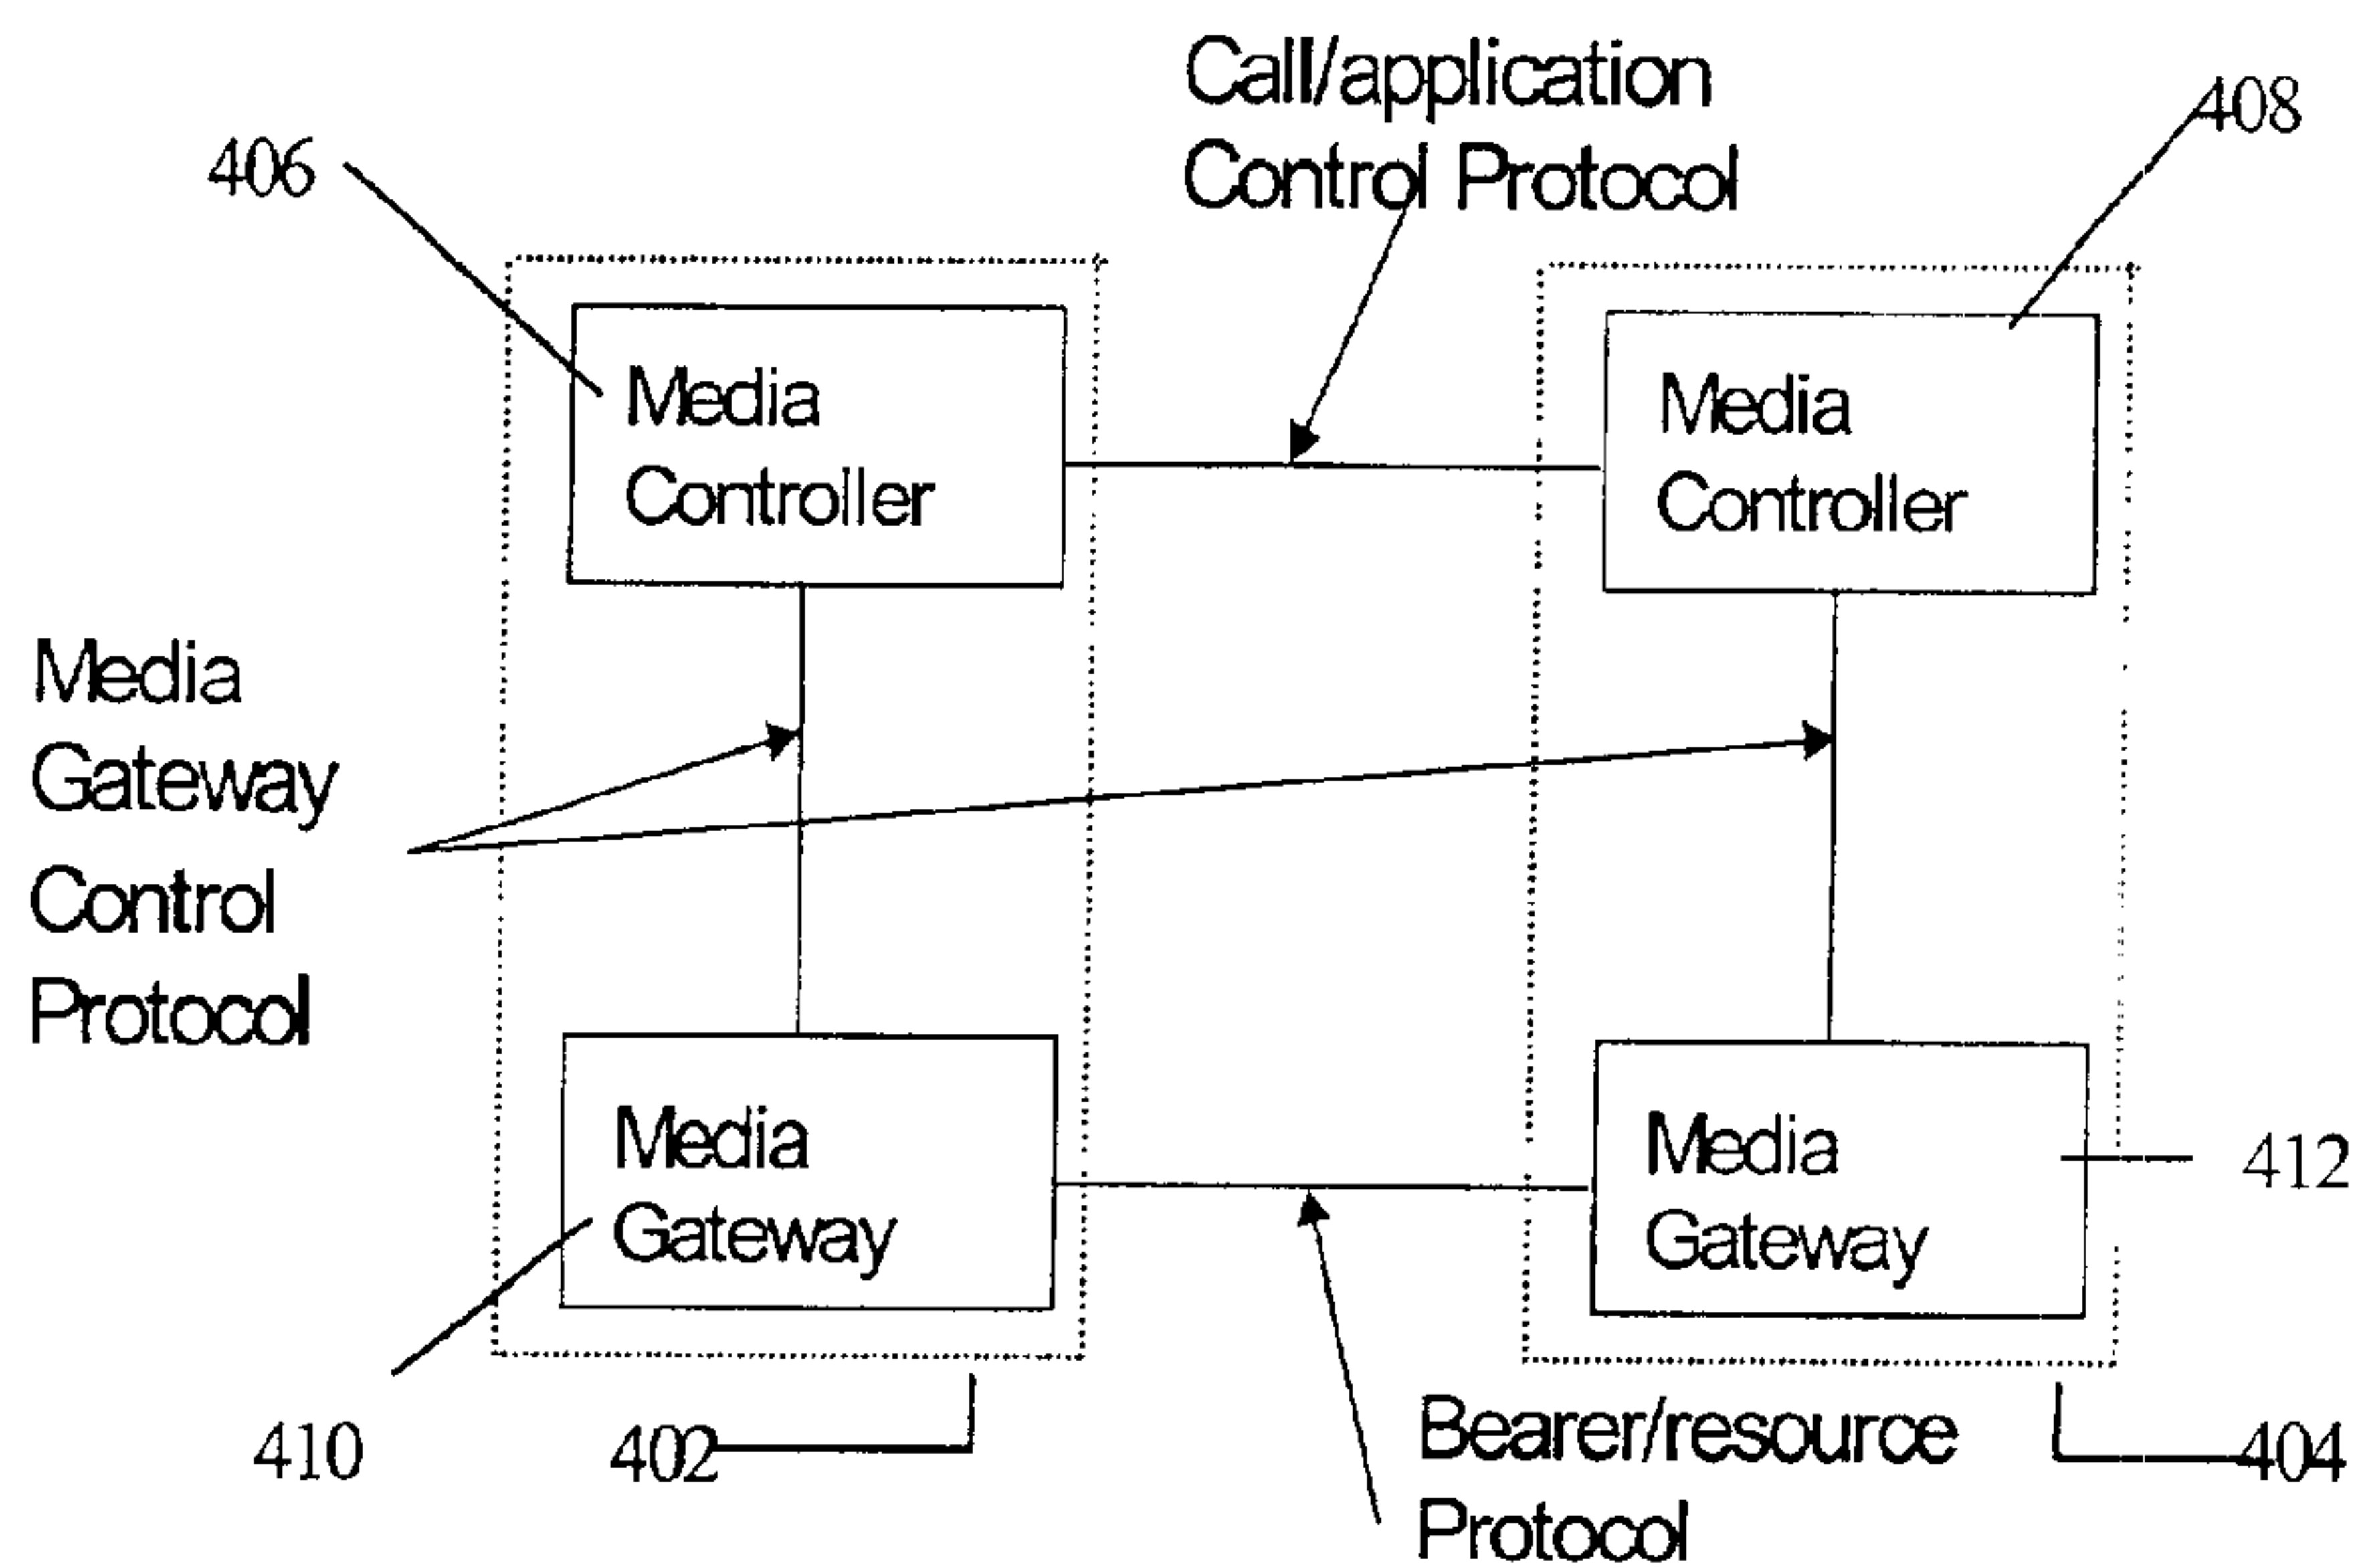 Call/application
Control Protocol
406
408
Media
Controller
Media
Controller
Media
Gateway
Control
Protocol
Media
Gateway
Media
Gateway
412
410
402
Bearer/resource
Protocol
404